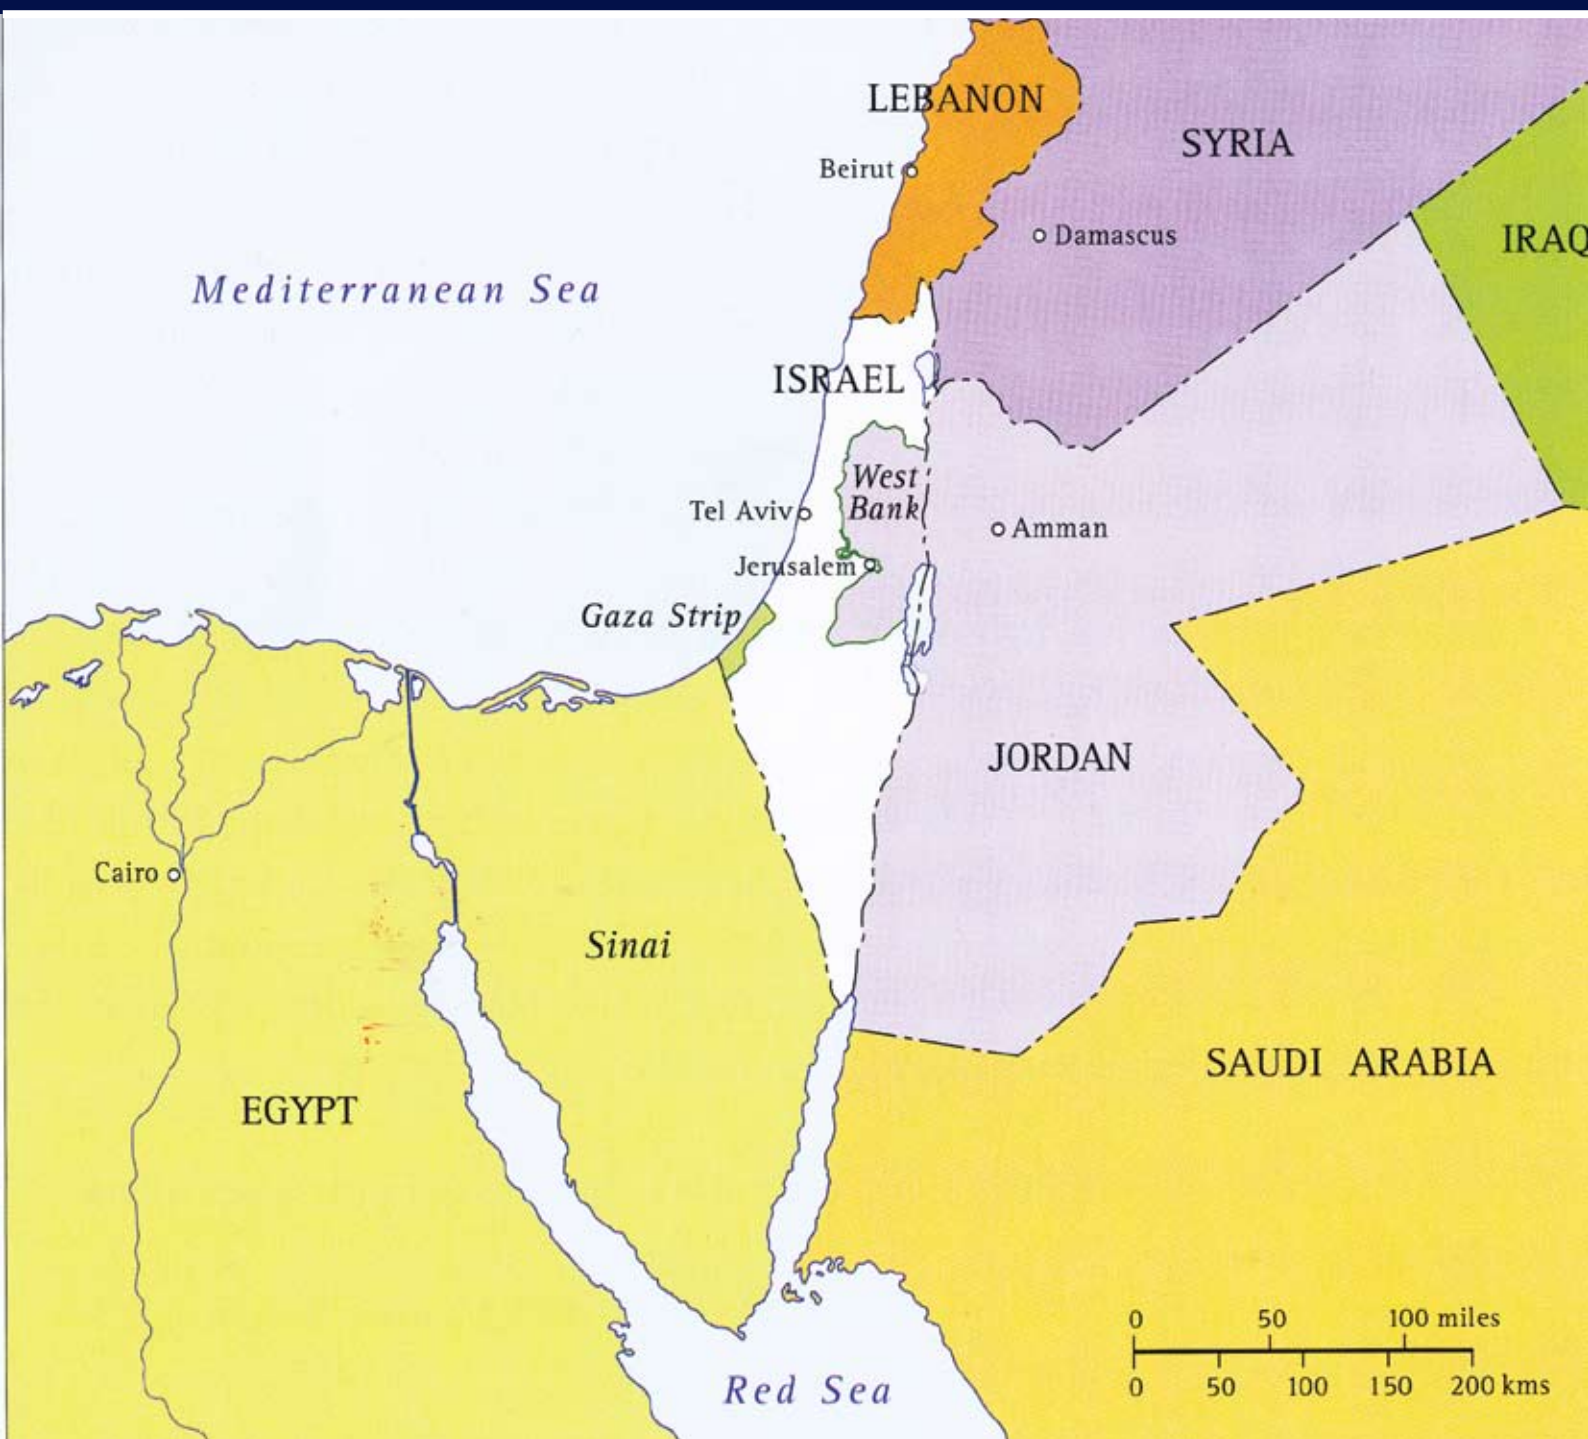 LEBANON
SYRIA
Beirut
Damascus
IRAQ
Mediterranean Sea
ISRAEL
West
Bank
Tel Aviv
Amman
Jerusalem
Gaza Strip
JORDAN
Cairo
Sinai
SAUDI ARABIA
EGYPT
0 50 100 miles
Red Sea
0 50 100 150 200 kms